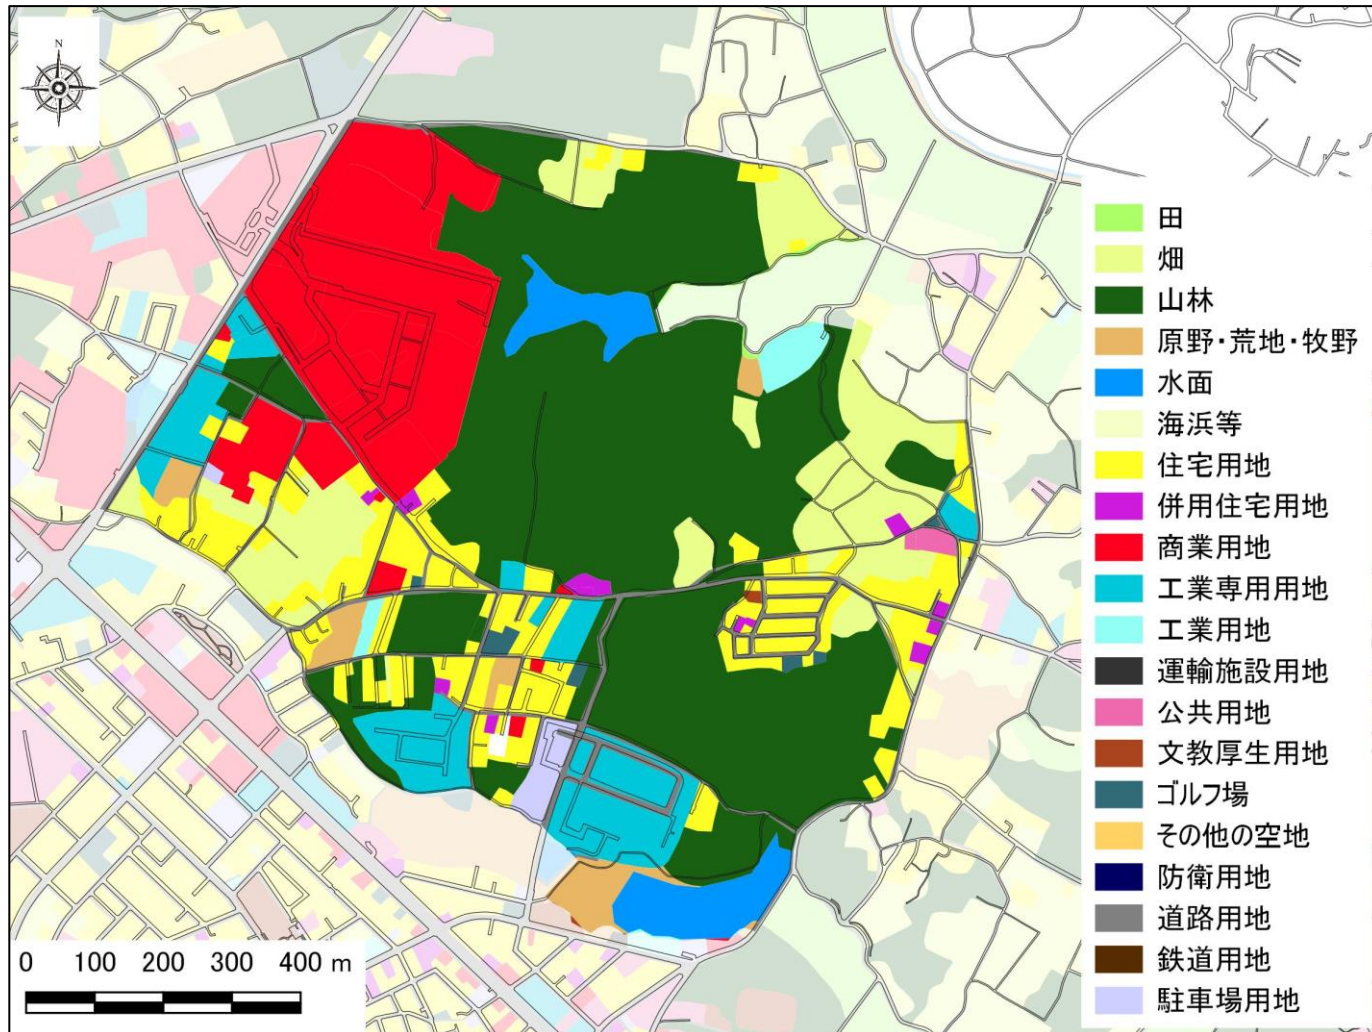 N
田
畑
山林
原野・荒地・牧野
水面
海浜等
住宅用地
併用住宅用地
商業用地
工業専用用地
工業用地
運輸施設用地
公共用地
文教厚生用地
ゴルフ場
その他の空地
防衛用地
道路用地
鉄道用地
駐車場用地
0 100 200 300 400 m